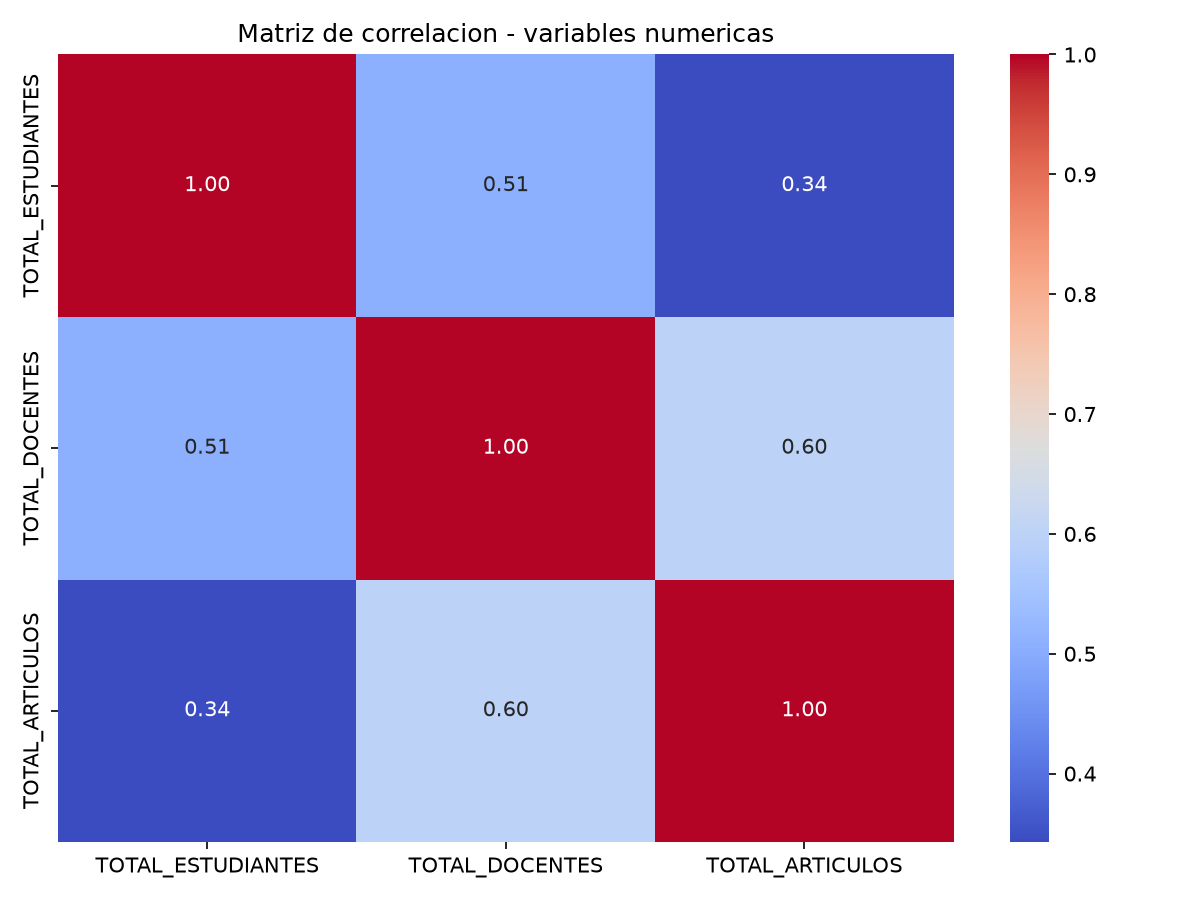 Matriz de correlacion - variables numericas
TOTAL_ESTUDIANTES
1.00
0.51
0.34
TOTAL_DOCENTES
0.51
1.00
0.60
TOTAL_ARTICULOS
0.34
0.60
1.00
TOTAL_ESTUDIANTES
TOTAL_DOCENTES
TOTAL_ARTICULOS
1.0
0.9
0.8
0.7
0.6
0.5
0.4